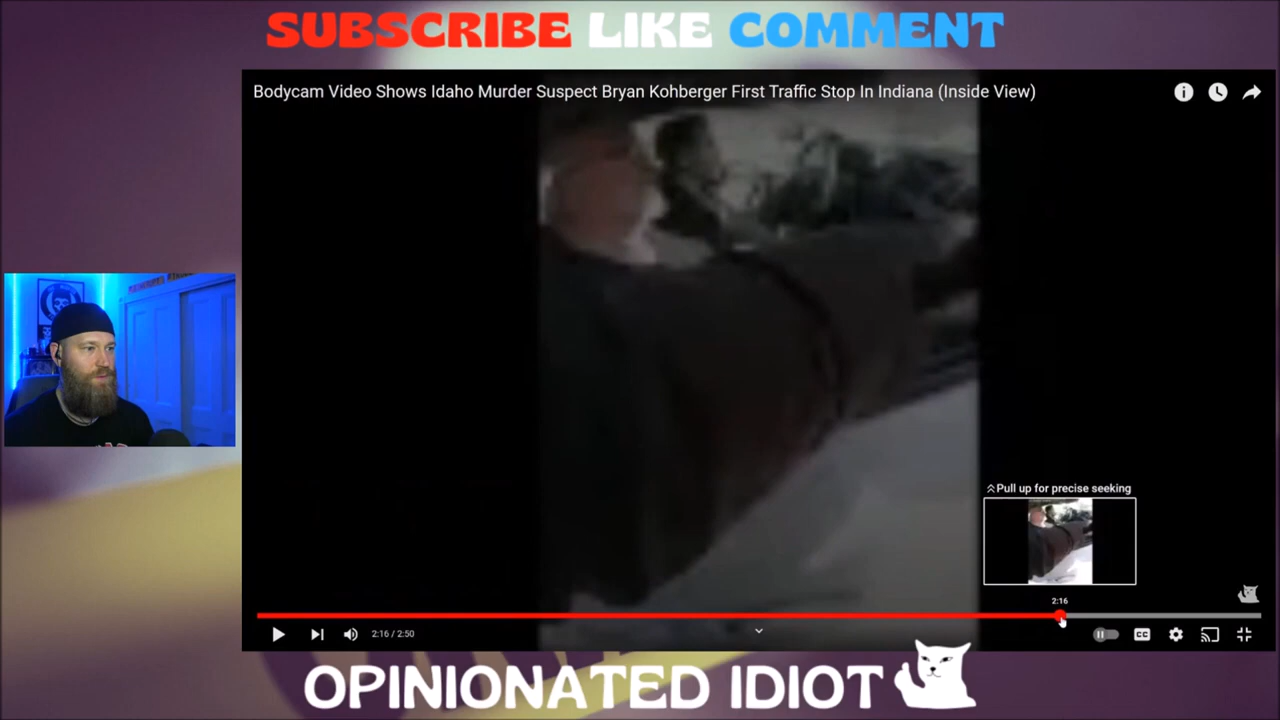 SUBSCRIBE LIKE COMMENT
Bodycam Video Shows Idaho Murder Suspect Bryan Kohberger First Traffic Stop In Indiana (Inside View)
Pull up for precise seeking
2:16
2:16 / 2:50
CC
OPINIONATED IDIOT